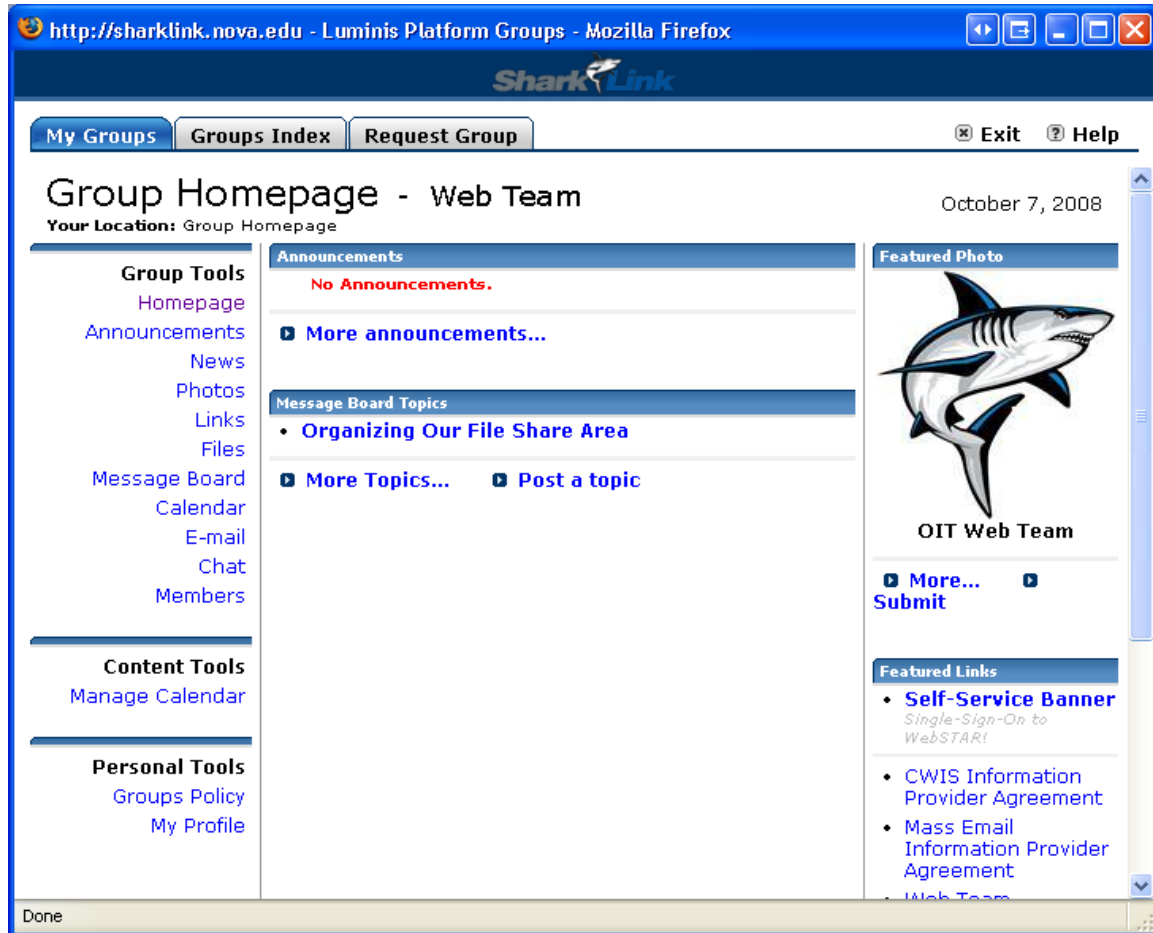 http://sharklink.nova.edu - Luminis Platform Groups - Mozilla Firefox
SharkLink
My Groups Groups Index Request Group Exit Help
Group Homepage - Web Team
October 7, 2008
Your Location: Group Homepage
Group Tools
Homepage
Announcements
News
Photos
Links
Files
Message Board
Calendar
E-mail
Chat
Members
Content Tools
Manage Calendar
Personal Tools
Groups Policy
My Profile
Announcements
No Announcements.
More announcements...
Message Board Topics
• Organizing Our File Share Area
More Topics... Post a topic
Featured Photo
OIT Web Team
More...
Submit
Featured Links
• Self-Service Banner
Single-Sign-On to
WebSTAR!
• CWIS Information
Provider Agreement
• Mass Email
Information Provider
Agreement
• Web Team
Done